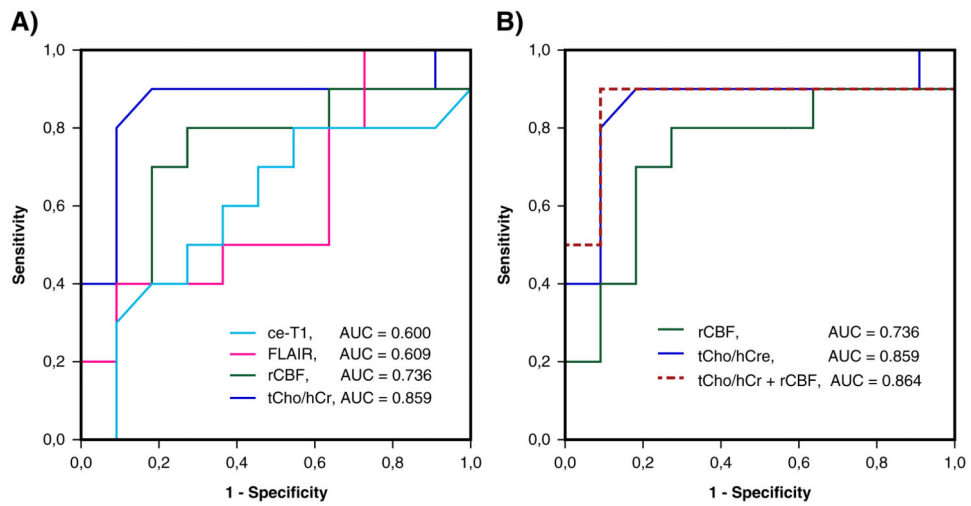 A)
1,0
0,8
0,6
0,4
0,2
0,0
Sensitivity
ce-T1, AUC = 0.600
FLAIR, AUC = 0.609
rCBF, AUC = 0.736
tCho/hCr, AUC = 0.859
0,0 0,2 0,4 0,6 0,8 1,0
1 - Specificity
B)
1,0
0,8
0,6
0,4
0,2
0,0
Sensitivity
rCBF, AUC = 0.736
tCho/hCre, AUC = 0.859
tCho/hCr + rCBF, AUC = 0.864
0,0 0,2 0,4 0,6 0,8 1,0
1 - Specificity